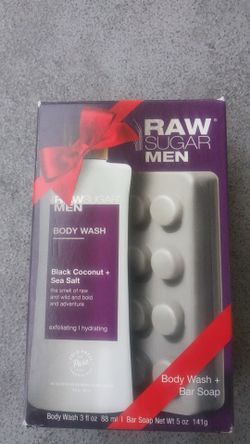 RAW
SUGAR
MEN
RAW SUGAR
MEN
BODY WASH
Black Coconut +
Sea Salt
the smell of raw
and wild and bold
and adventure
exfoliating | hydrating
Body Wash +
Bar Soap
Body Wash 3 fl oz 88 ml | Bar Soap Net Wt 5 oz 141g